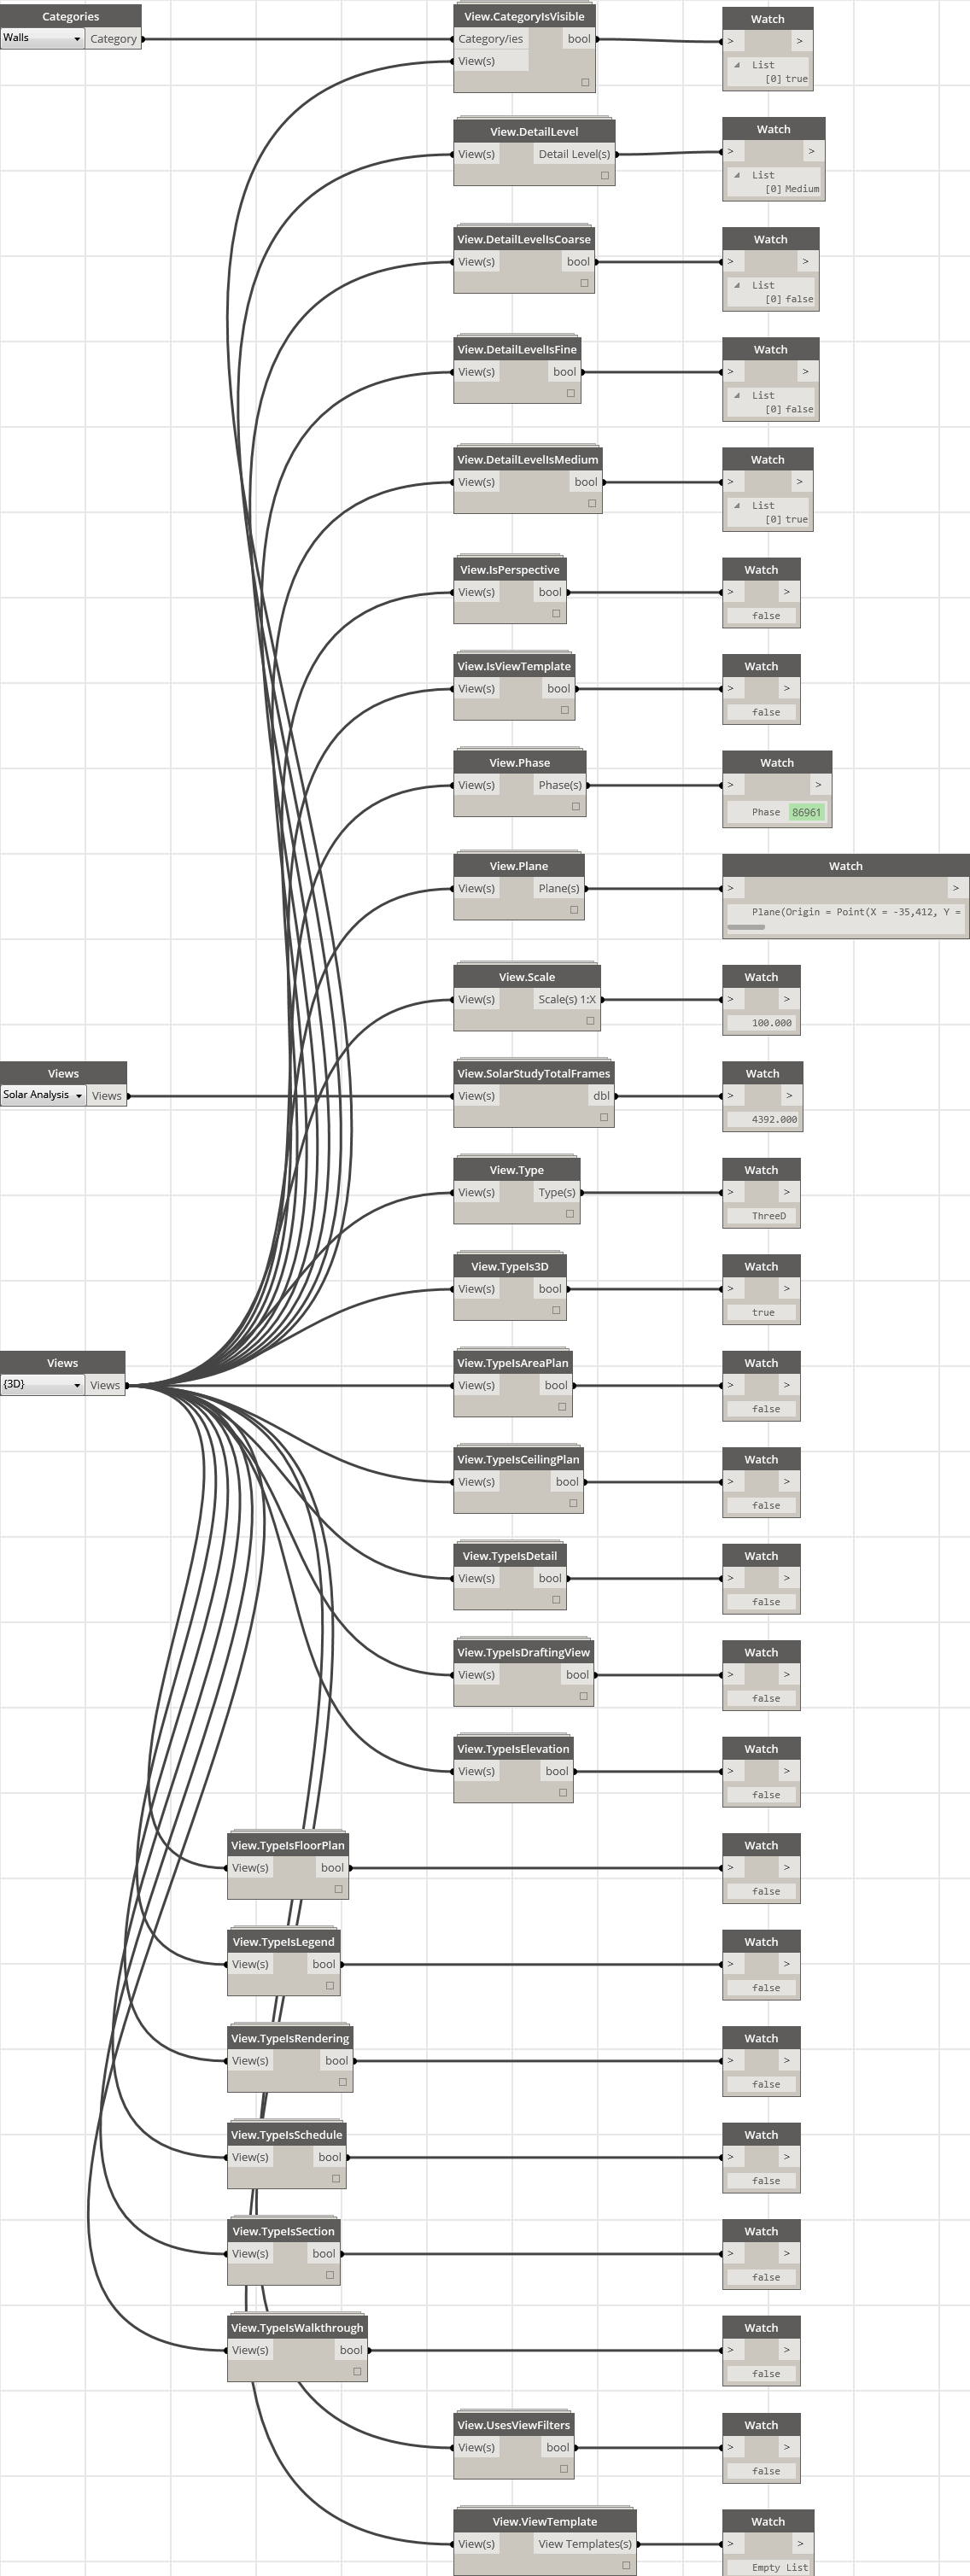 Categories
Walls
Category
View.CategoryIsVisible
Category/ies
bool
View(s)
Watch
>
>
List
[0] true
View.DetailLevel
View(s)
Detail Level(s)
Watch
>
>
List
[0] Medium
View.DetailLevelIsCoarse
View(s)
bool
Watch
>
>
List
[0] false
View.DetailLevelIsFine
View(s)
bool
Watch
>
>
List
[0] false
View.DetailLevelIsMedium
View(s)
bool
Watch
>
>
List
[0] true
View.IsPerspective
View(s)
bool
Watch
>
>
false
View.IsViewTemplate
View(s)
bool
Watch
>
>
false
View.Phase
View(s)
Phase(s)
Watch
>
>
Phase 86961
View.Plane
View(s)
Plane(s)
Watch
>
>
Plane(Origin = Point(X = -35,412, Y =
View.Scale
View(s)
Scale(s) 1:X
Watch
>
>
100.000
Views
Solar Analysis
Views
View.SolarStudyTotalFrames
View(s)
dbl
Watch
>
>
4392.000
View.Type
View(s)
Type(s)
Watch
>
>
ThreeD
View.TypeIs3D
View(s)
bool
Watch
>
>
true
Views
{3D}
Views
View.TypeIsAreaPlan
View(s)
bool
Watch
>
>
false
View.TypeIsCeilingPlan
View(s)
bool
Watch
>
>
false
View.TypeIsDetail
View(s)
bool
Watch
>
>
false
View.TypeIsDraftingView
View(s)
bool
Watch
>
>
false
View.TypeIsElevation
View(s)
bool
Watch
>
>
false
View.TypeIsFloorPlan
View(s)
bool
Watch
>
>
false
View.TypeIsLegend
View(s)
bool
Watch
>
>
false
View.TypeIsRendering
View(s)
bool
Watch
>
>
false
View.TypeIsSchedule
View(s)
bool
Watch
>
>
false
View.TypeIsSection
View(s)
bool
Watch
>
>
false
View.TypeIsWalkthrough
View(s)
bool
Watch
>
>
false
View.UsesViewFilters
View(s)
bool
Watch
>
>
false
View.ViewTemplate
View(s)
View Templates(s)
Watch
>
>
Empty List